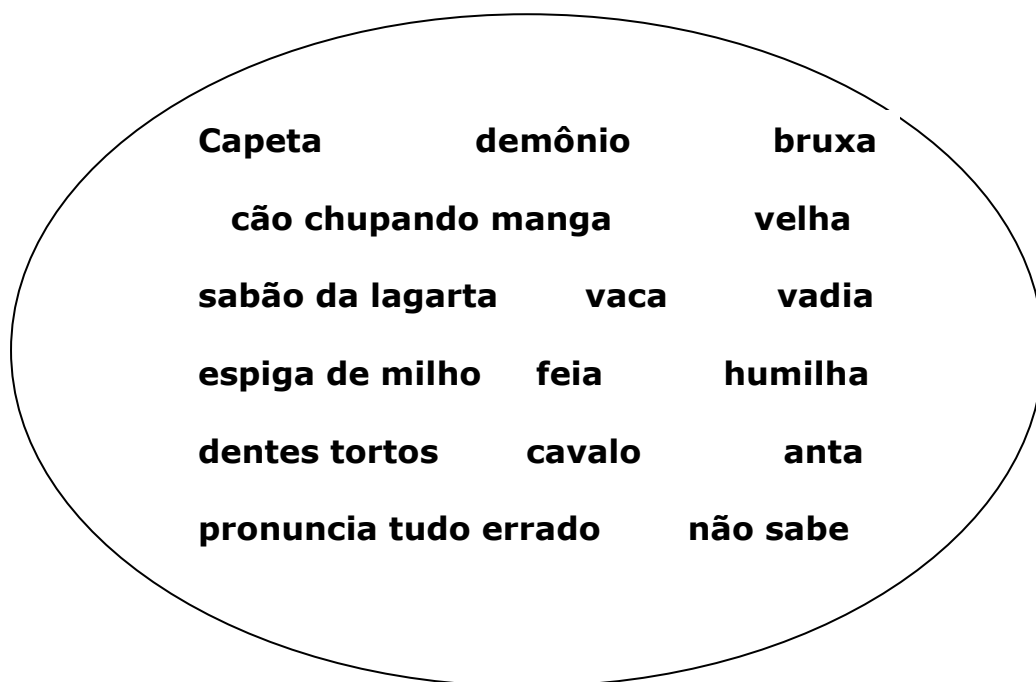 Capeta demônio bruxa
cão chupando manga velha
sabão da lagarta vaca vadia
espiga de milho feia humilha
dentes tortos cavalo anta
pronuncia tudo errado não sabe